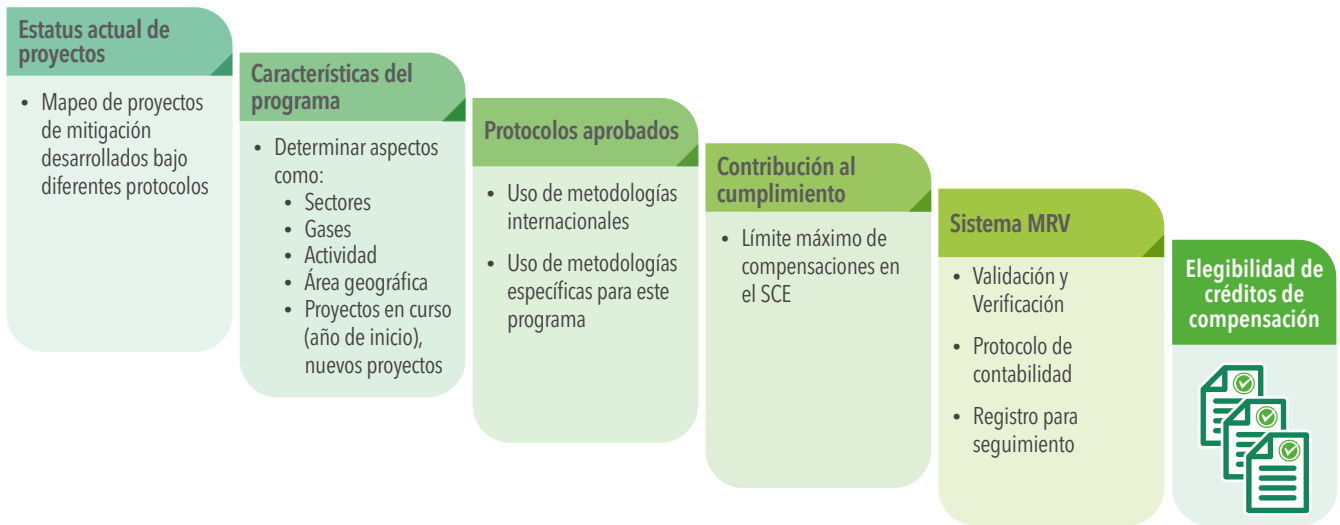 Estatus actual de
proyectos
• Mapeo de proyectos
de mitigación
desarrollados bajo
diferentes protocolos
Características del
programa
• Determinar aspectos
como:
• Sectores
• Gases
• Actividad
• Área geográfica
• Proyectos en curso
(año de inicio),
nuevos proyectos
Protocolos aprobados
• Uso de metodologías
internacionales
• Uso de metodologías
específicas para este
programa
Contribución al
cumplimiento
• Límite máximo de
compensaciones en
el SCE
Sistema MRV
• Validación y
Verificación
• Protocolo de
contabilidad
• Registro para
seguimiento
Elegibilidad de
créditos de
compensación